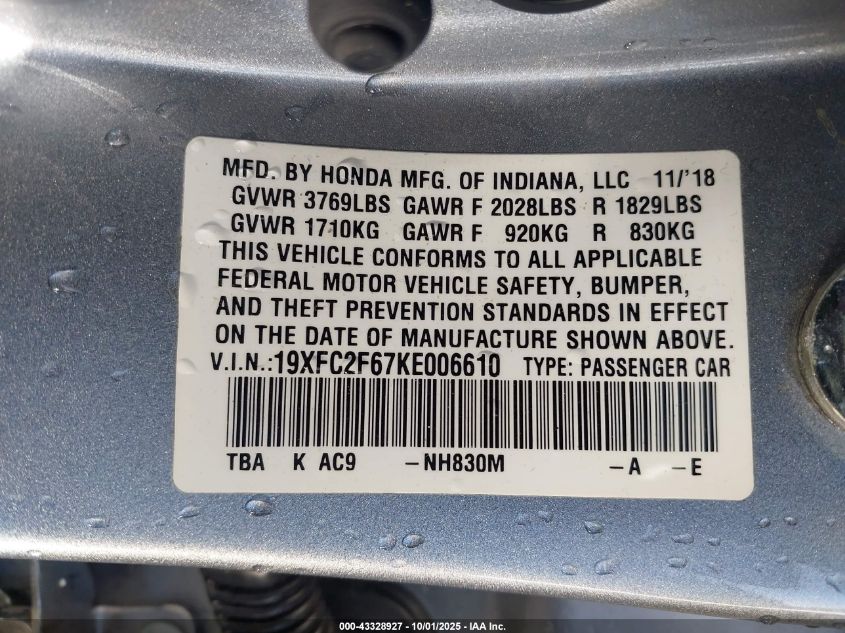 MFD. BY HONDA MFG. OF INDIANA, LLC 11/'18
GVWR 3769LBS GAWR F 2028LBS R 1829LBS
GVWR 1710KG GAWR F 920KG R 830KG
THIS VEHICLE CONFORMS TO ALL APPLICABLE
FEDERAL MOTOR VEHICLE SAFETY, BUMPER,
AND THEFT PREVENTION STANDARDS IN EFFECT
ON THE DATE OF MANUFACTURE SHOWN ABOVE.
V.I.N.:19XFC2F67KE006610 TYPE: PASSENGER CAR
TBA K AC9 -NH830M -A -E
000-43328927 - 10/01/2025 - IAA Inc.